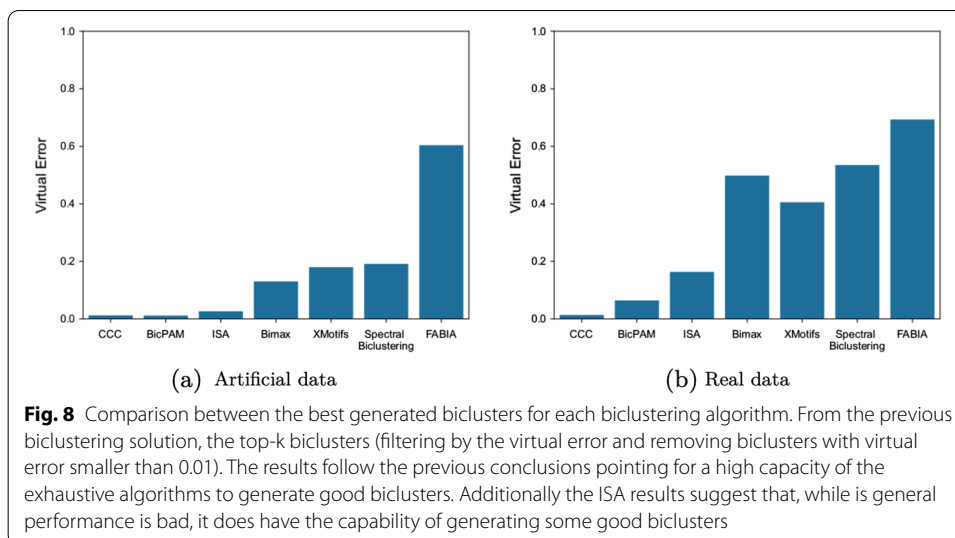 1.0
0.8
0.6
0.4
0.2
0.0
Virtual Error
CCC BicPAM ISA Bimax XMotifs Spectral Biclustering FABIA
(a) Artificial data
1.0
0.8
0.6
0.4
0.2
0.0
Virtual Error
CCC BicPAM ISA Bimax XMotifs Spectral Biclustering FABIA
(b) Real data
Fig. 8 Comparison between the best generated biclusters for each biclustering algorithm. From the previous
biclustering solution, the top-k biclusters (filtering by the virtual error and removing biclusters with virtual
error smaller than 0.01). The results follow the previous conclusions pointing for a high capacity of the
exhaustive algorithms to generate good biclusters. Additionally the ISA results suggest that, while is general
performance is bad, it does have the capability of generating some good biclusters